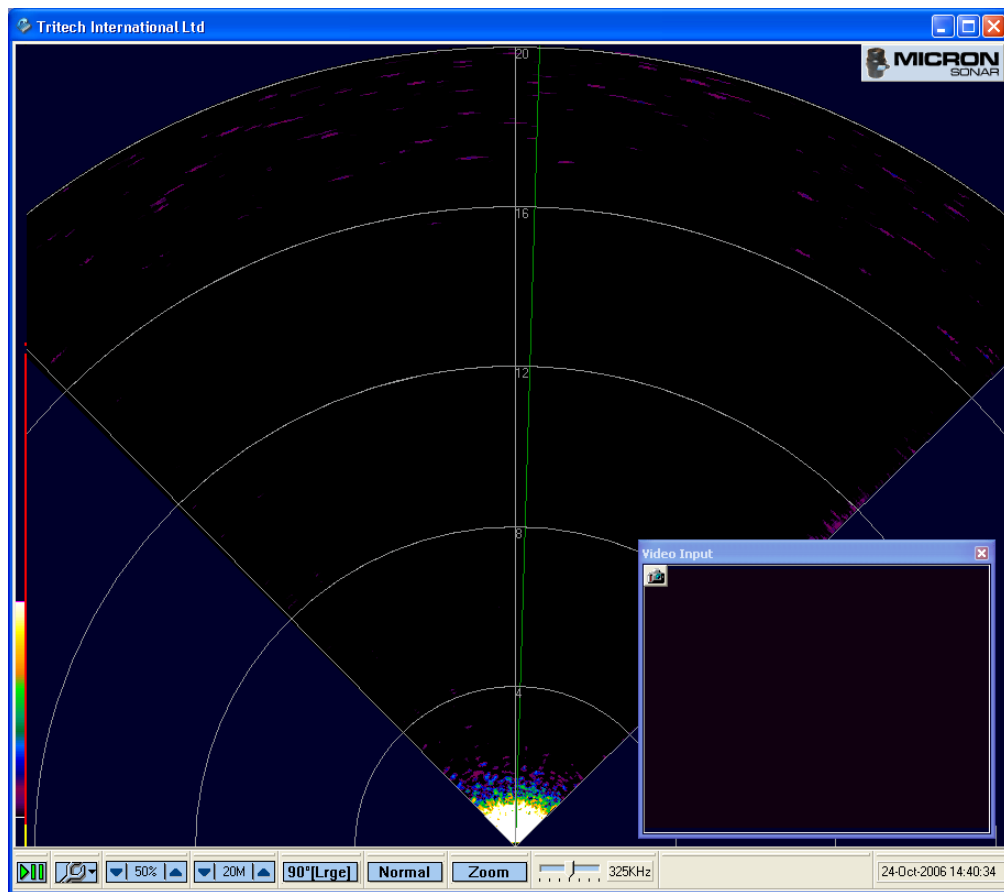 Tritech International Ltd
MICRON
SONAR
20
16
12
8
4
Video Input
50%
20M
90°[Lrge]
Normal
Zoom
325KHz
24-Oct-2006 14:40:34